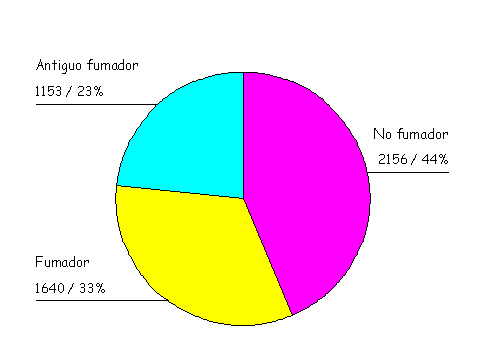 Antiguo fumador
1153 / 23%
No fumador
2156 / 44%
Fumador
1640 / 33%